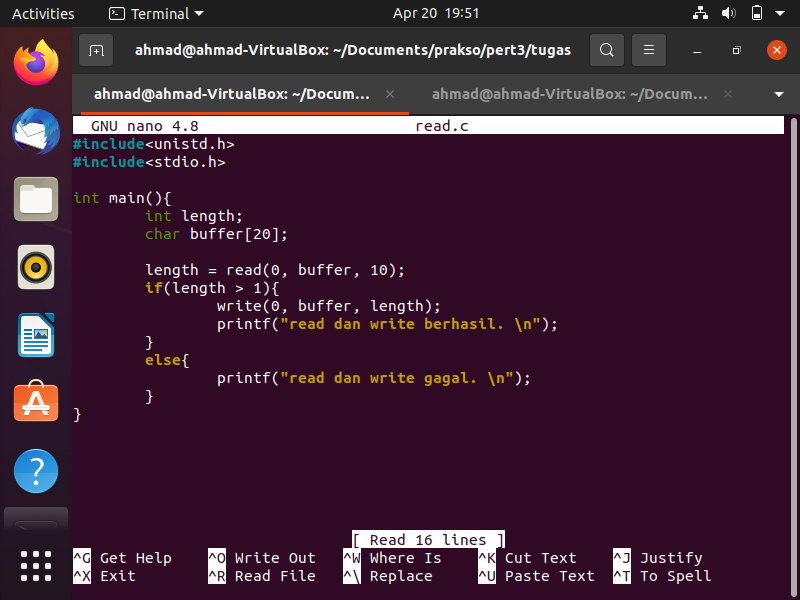 Activities Terminal Apr 20 19:51
ahmad@ahmad-VirtualBox: ~/Documents/prakso/pert3/tugas
ahmad@ahmad-VirtualBox: ~/Docum... ahmad@ahmad-VirtualBox: ~/Docum...
GNU nano 4.8 read.c
#include<unistd.h>
#include<stdio.h>
int main(){
int length;
char buffer[20];
length = read(0, buffer, 10);
if(length > 1){
write(0, buffer, length);
printf("read dan write berhasil. \n");
}
else{
printf("read dan write gagal. \n");
}
}
[ Read 16 lines ]
^G Get Help ^O Write Out ^W Where Is ^K Cut Text ^J Justify
^X Exit ^R Read File ^\ Replace ^U Paste Text ^T To Spell